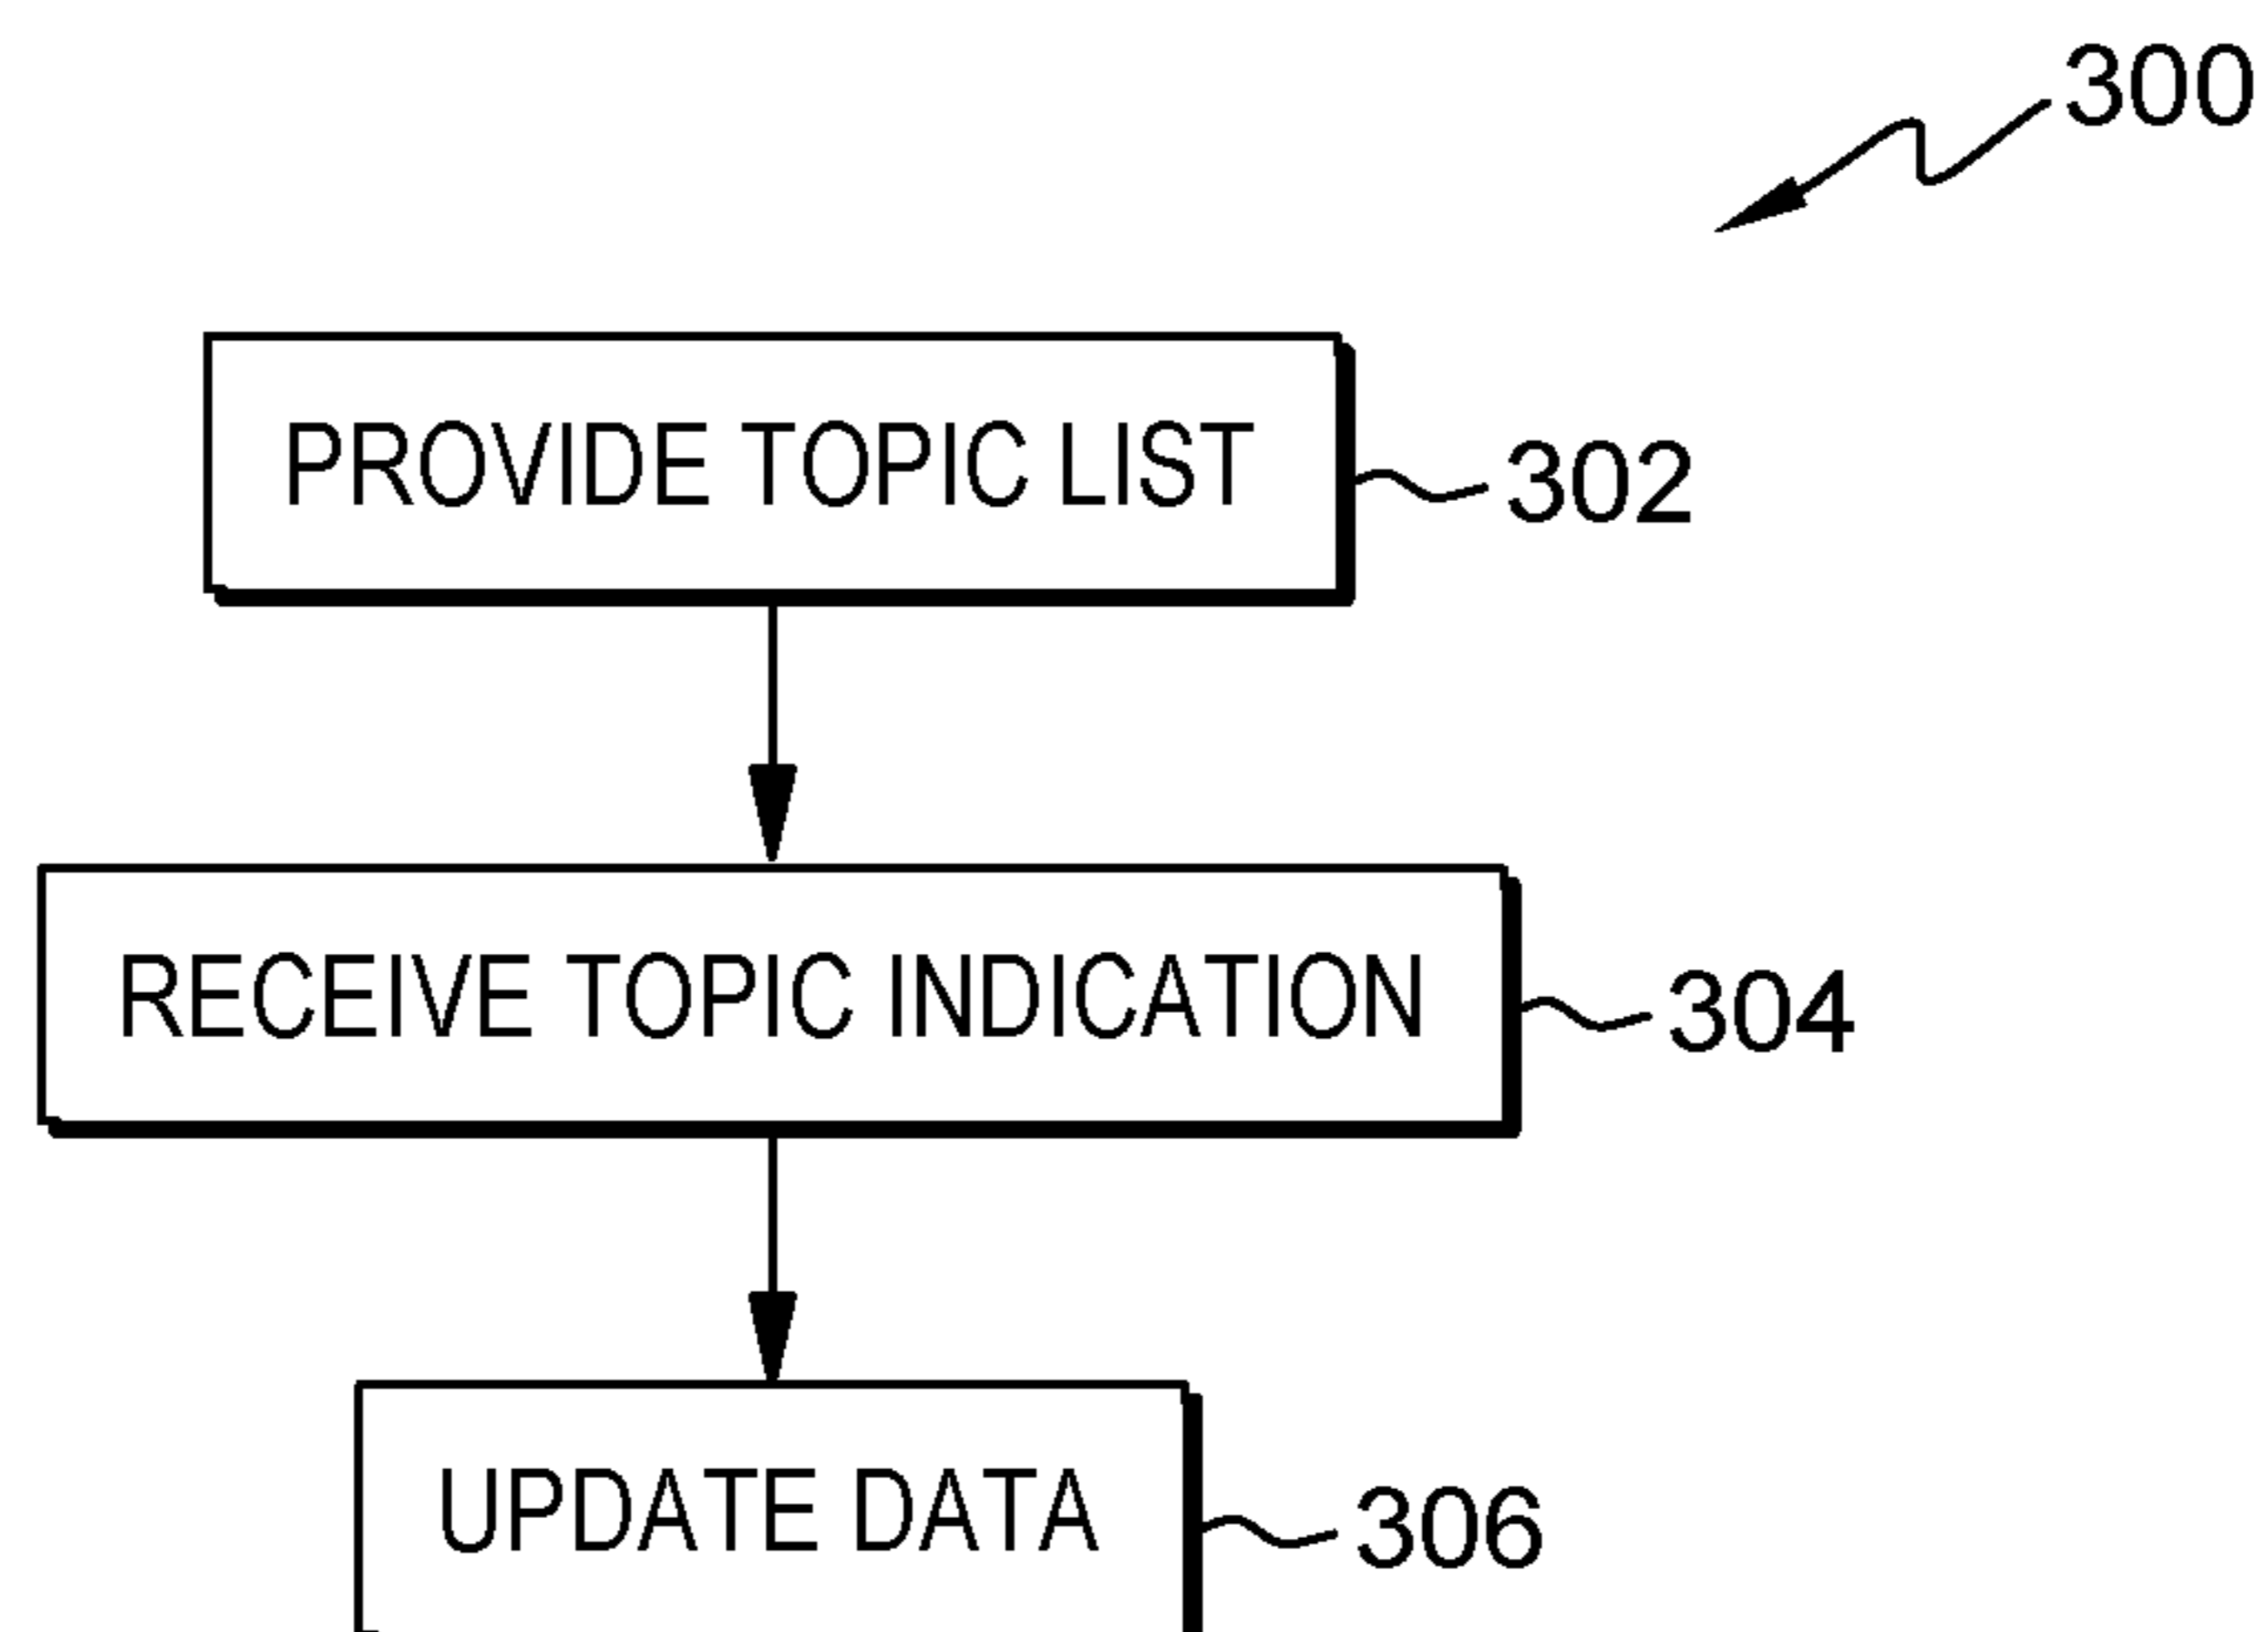 300
PROVIDE TOPIC LIST
302
RECEIVE TOPIC INDICATION
304
UPDATE DATA
306